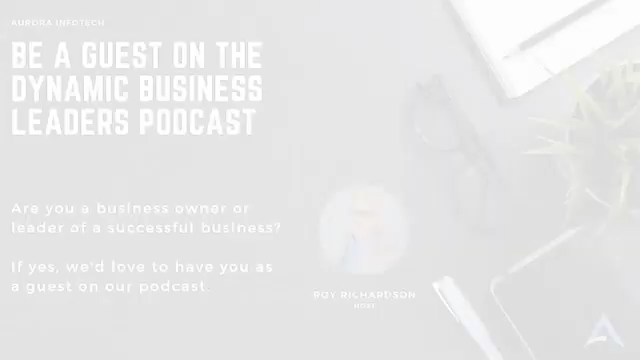 AURORA INFOTECH
BE A GUEST ON THE
DYNAMIC BUSINESS
LEADERS PODCAST
Are you a business owner or
leader of a successful business?
If yes, we'd love to have you as
a guest on our podcast.
ROY RICHARDSON
HOST